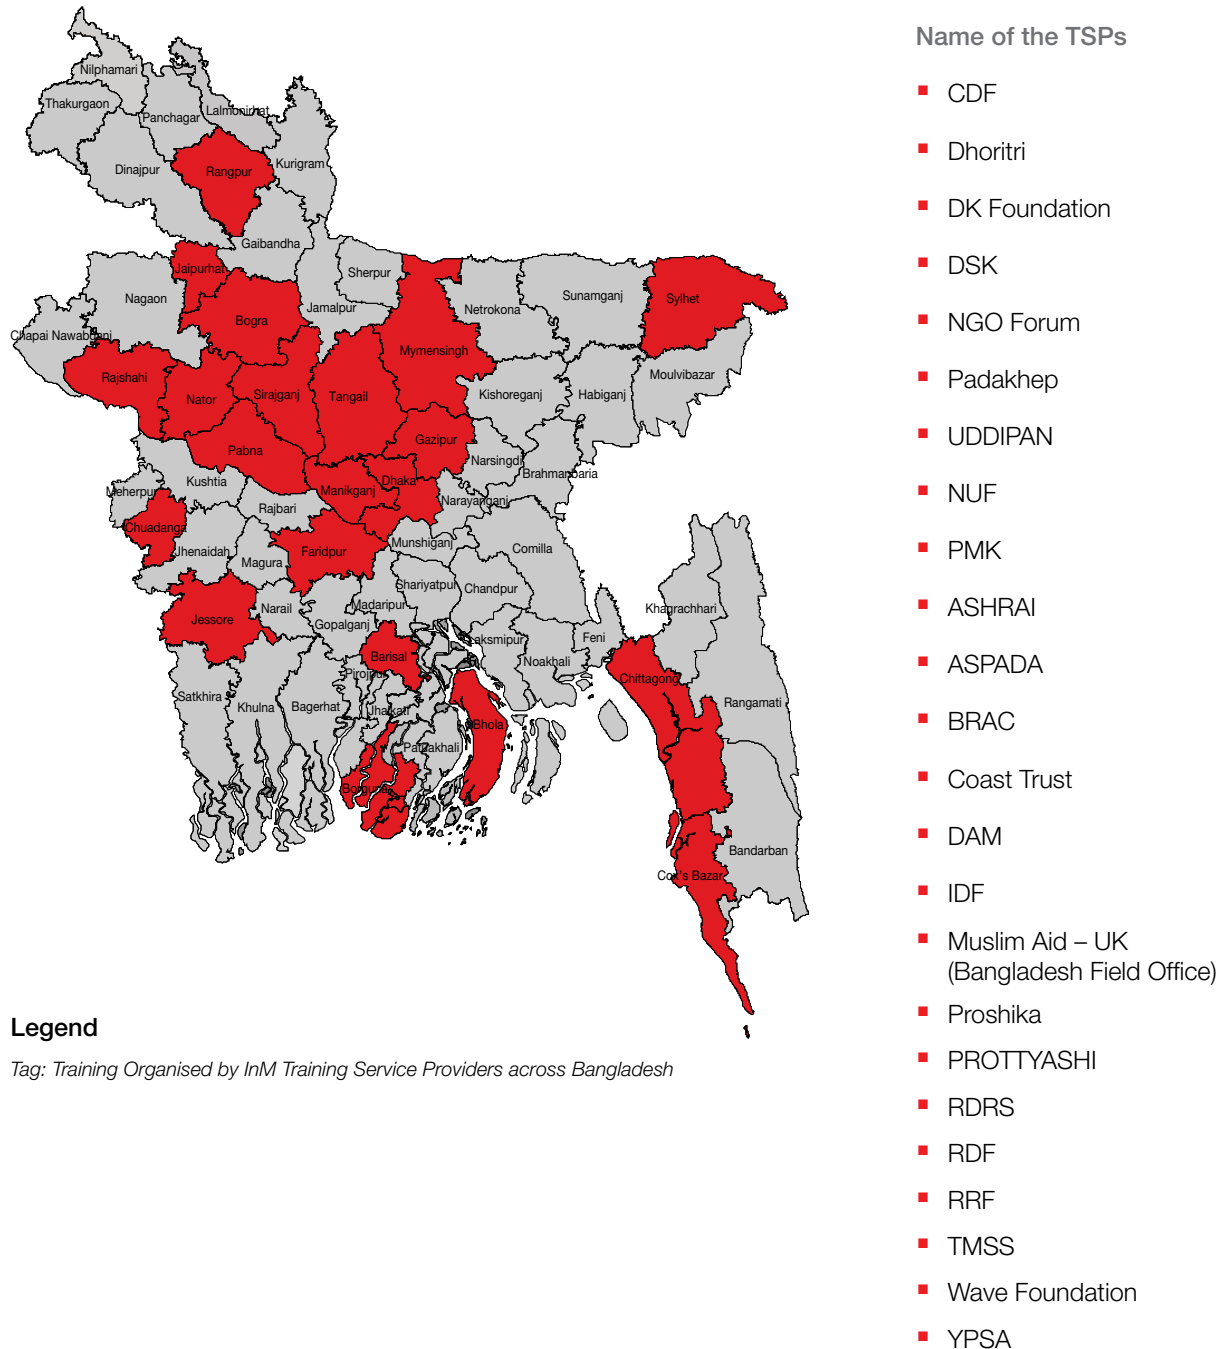 Nilphamari
Thakurgaon
Panchagar
Lalmonirhat
Dinajpur
Rangpur
Kurigram
Gaibandha
Jaipurhat
Sherpur
Nagaon
Jamalpur
Netrokona
Sunamganj
Sylhet
Bogra
Chapai Nawabganj
Mymensingh
Rajshahi
Moulvibazar
Nator
Sirajganj
Tangail
Kishoreganj
Habiganj
Pabna
Gazipur
Narsingdi
Brahmanbaria
Kushtia
Meherpur
Manikganj
Dhaka
Narayanganj
Rajbari
Chuadanga
Jhenaidah
Magura
Faridpur
Munshiganj
Comilla
Shariyatpur
Chandpur
Madaripur
Narail
Jessore
Gopalganj
Khagrachhari
Laksmipur
Feni
Noakhali
Barisal
Pirojpur
Chittagong
Satkhira
Khulna
Bagerhat
Jhalkati
Bhola
Rangamati
Patuakhali
Borguna
Bandarban
Cox's Bazar
Legend
Tag: Training Organised by InM Training Service Providers across Bangladesh
Name of the TSPs
CDF
Dhoritri
DK Foundation
DSK
NGO Forum
Padakhep
UDDIPAN
NUF
PMK
ASHRAI
ASPADA
BRAC
Coast Trust
DAM
IDF
Muslim Aid – UK
(Bangladesh Field Office)
Proshika
PROTTYASHI
RDRS
RDF
RRF
TMSS
Wave Foundation
YPSA